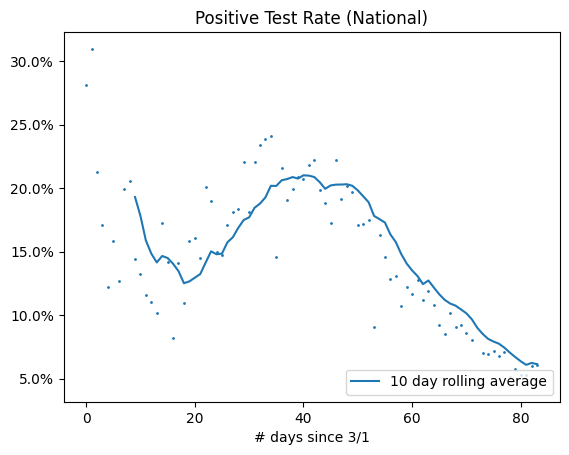 Positive Test Rate (National)
30.0%
25.0%
20.0%
15.0%
10.0%
5.0%
10 day rolling average
0 20 40 60 80
# days since 3/1